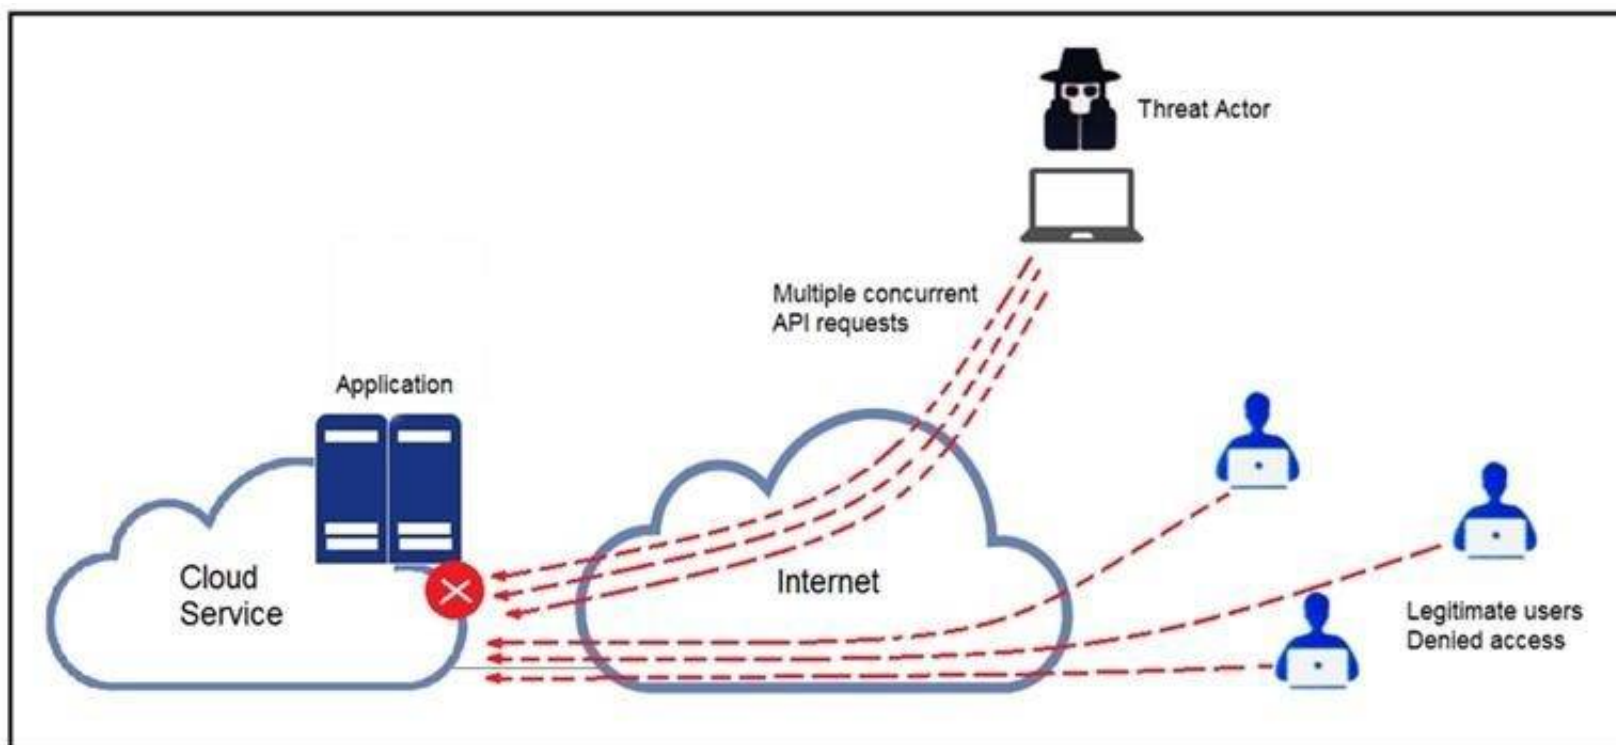 Threat Actor
Multiple concurrent
API requests
Application
Cloud
Service
Internet
Legitimate users
Denied access